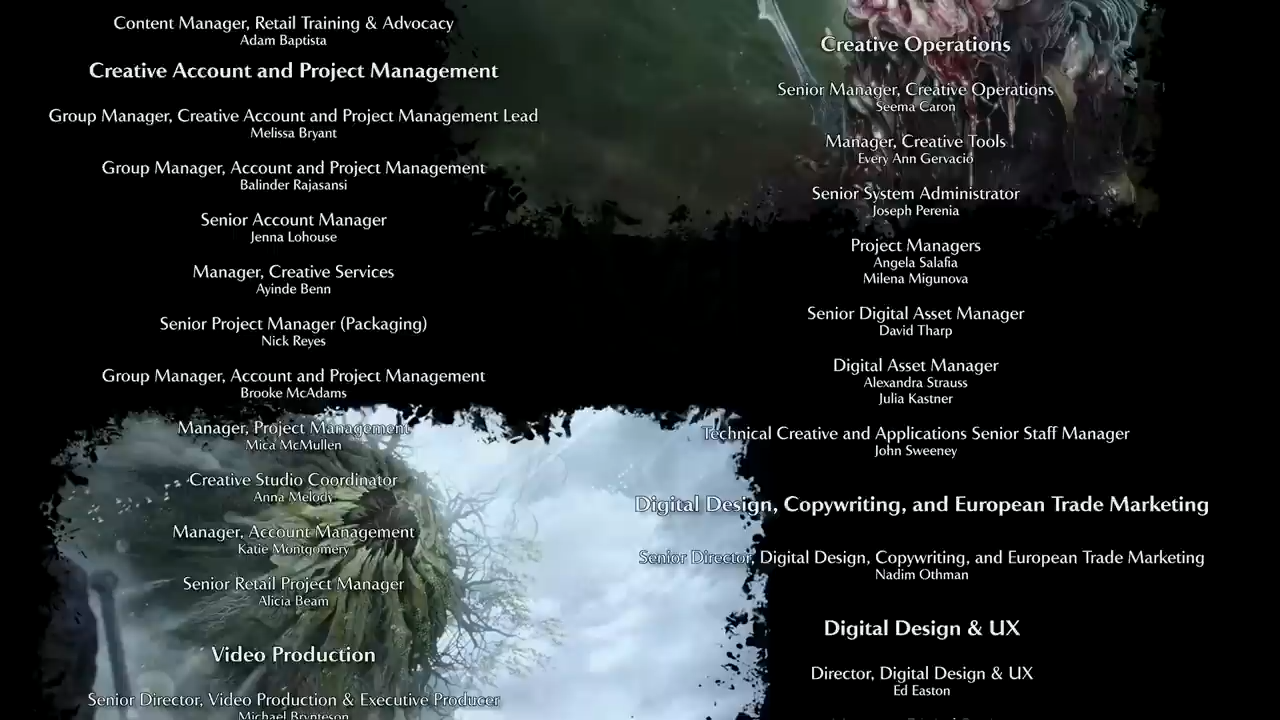 Content Manager, Retail Training & Advocacy
Adam Baptista
Creative Account and Project Management
Group Manager, Creative Account and Project Management Lead
Melissa Bryant
Group Manager, Account and Project Management
Balinder Rajasansi
Senior Account Manager
Jenna Lohouse
Manager, Creative Services
Ayinde Benn
Senior Project Manager (Packaging)
Nick Reyes
Group Manager, Account and Project Management
Brooke McAdams
Manager, Project Management
Mica McMullen
Creative Studio Coordinator
Anna Melody
Manager, Account Management
Katie Montgomery
Senior Retail Project Manager
Alicia Beam
Video Production
Senior Director, Video Production & Executive Producer
Michael Brynteson
Creative Operations
Senior Manager, Creative Operations
Seema Caron
Manager, Creative Tools
Every Ann Gervacio
Senior System Administrator
Joseph Perenia
Project Managers
Angela Salafia
Milena Migunova
Senior Digital Asset Manager
David Tharp
Digital Asset Manager
Alexandra Strauss
Julia Kastner
Technical Creative and Applications Senior Staff Manager
John Sweeney
Digital Design, Copywriting, and European Trade Marketing
Senior Director, Digital Design, Copywriting, and European Trade Marketing
Nadim Othman
Digital Design & UX
Director, Digital Design & UX
Ed Easton